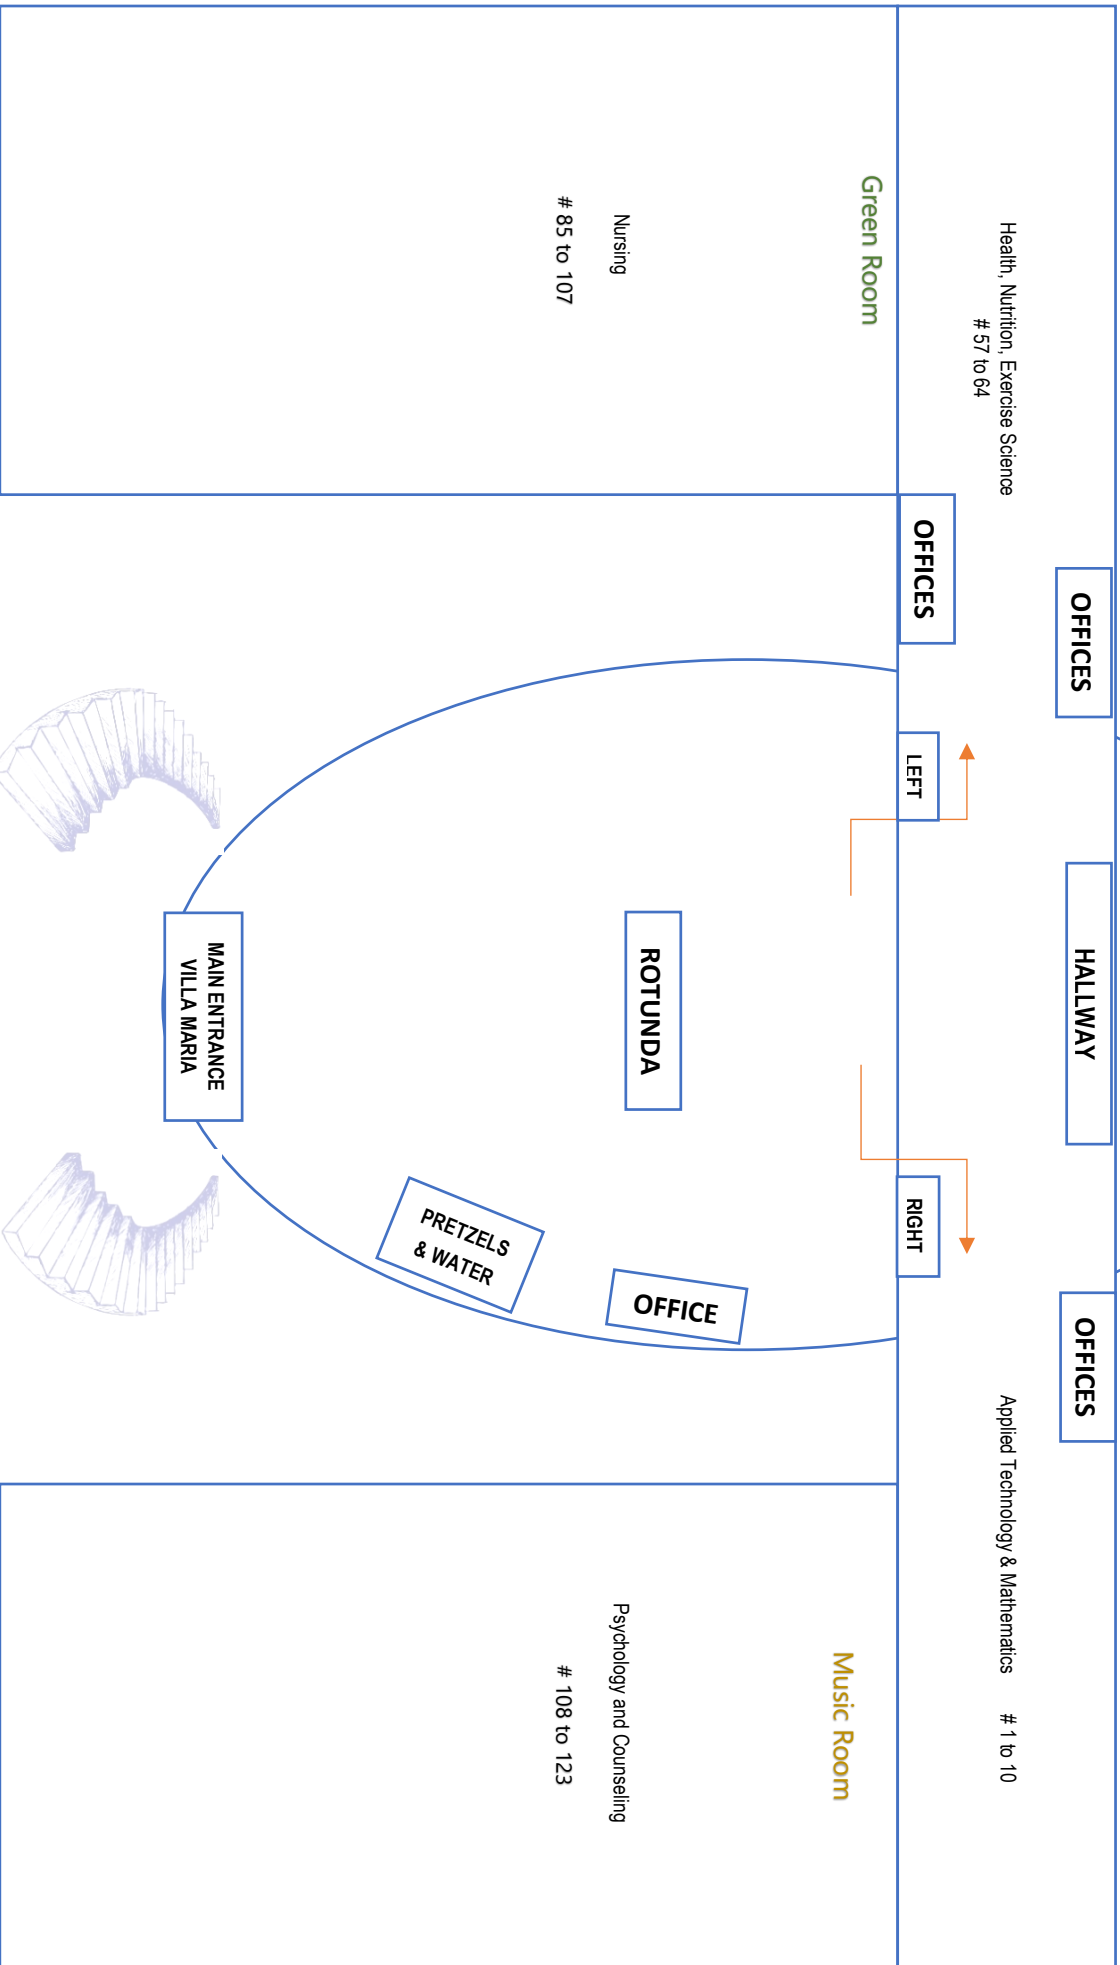 OFFICES
HALLWAY
OFFICES
Health, Nutrition, Exercise Science
# 57 to 64
Applied Technology & Mathematics # 1 to 10
OFFICES
LEFT
RIGHT
Green Room
Nursing
# 85 to 107
ROTUNDA
OFFICE
PRETZELS
& WATER
MAIN ENTRANCE
VILLA MARIA
Music Room
Psychology and Counseling
# 108 to 123